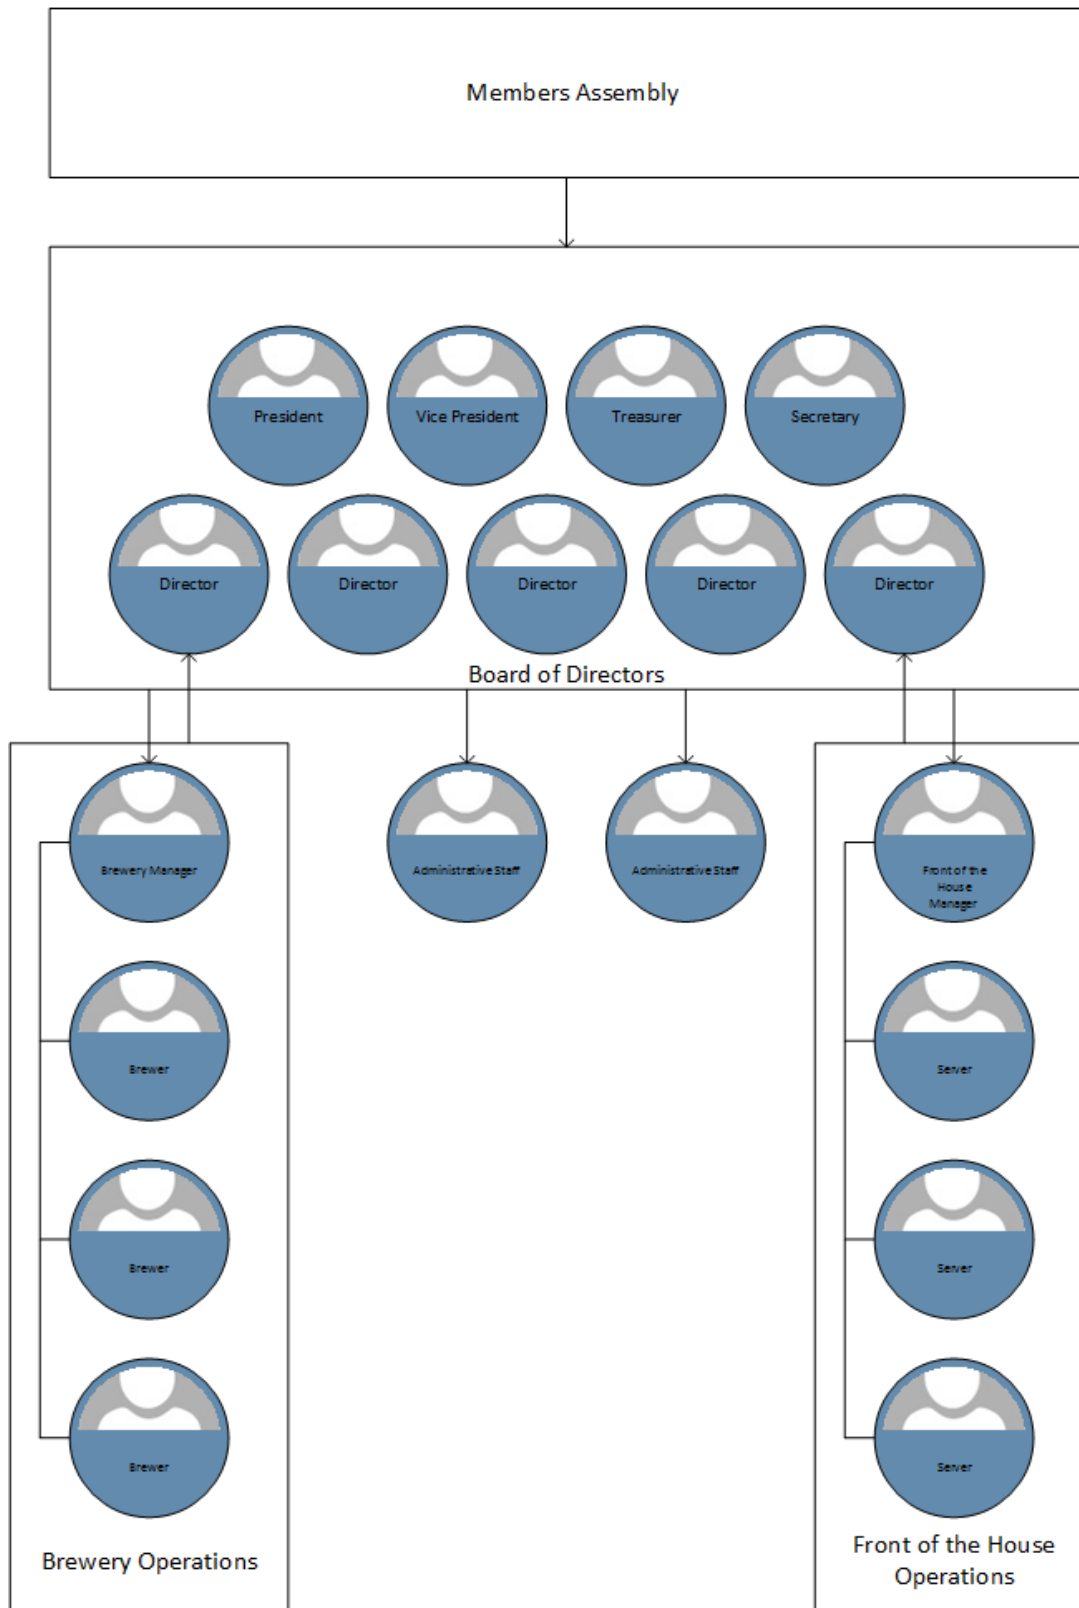 Members Assembly
President
Vice President
Treasurer
Secretary
Director
Director
Director
Director
Director
Board of Directors
Brewery Manager
Administrative Staff
Administrative Staff
Front of the
House
Manager
Brewer
Server
Brewer
Server
Brewer
Server
Brewery Operations
Front of the House
Operations